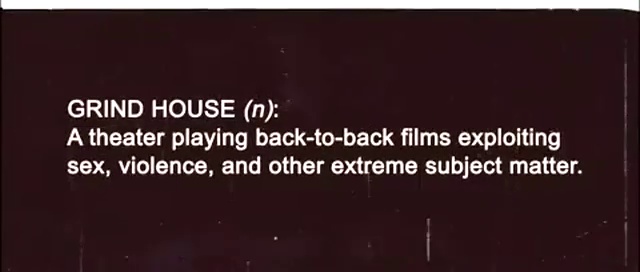 GRIND HOUSE (n):
A theater playing back-to-back films exploiting
sex, violence, and other extreme subject matter.